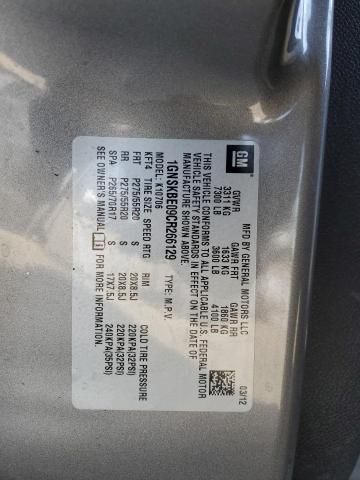 GM
MFD BY GENERAL MOTORS LLC
03/12
GVWR GAWR FRT GAWR RR
3311 KG 1633 KG 1860 KG
7300 LB 3600 LB 4100 LB
THIS VEHICLE CONFORMS TO ALL APPLICABLE U.S. FEDERAL MOTOR
VEHICLE SAFETY STANDARDS IN EFFECT ON THE DATE OF
MANUFACTURE SHOWN ABOVE.
1GNSKBE09CR266129 TYPE: M.P.V.
MODEL: K10706
KFT4 TIRE SIZE SPEED RTG RIM COLD TIRE PRESSURE
FRT P275/55R20 S 20X8.5J 220KPA(32PSI)
RR P275/55R20 S 20X8.5J 220KPA(32PSI)
SPA P265/70R17 S 17X7.5J 240KPA(35PSI)
SEE OWNER'S MANUAL